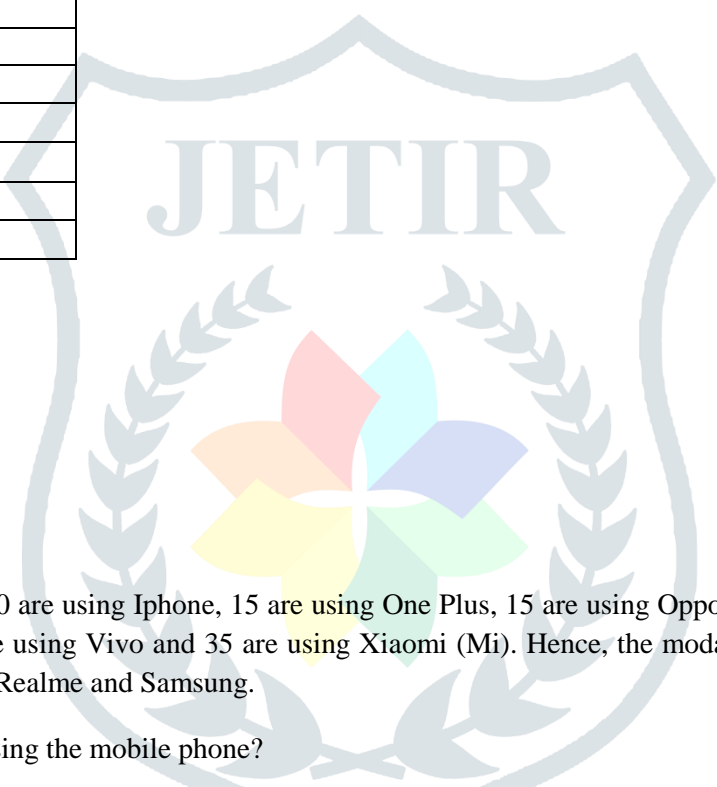 JETIR
0 are using Iphone, 15 are using One Plus, 15 are using Oppo
using Vivo and 35 are using Xiaomi (Mi). Hence, the moda
Realme and Samsung.
the mobile phone?